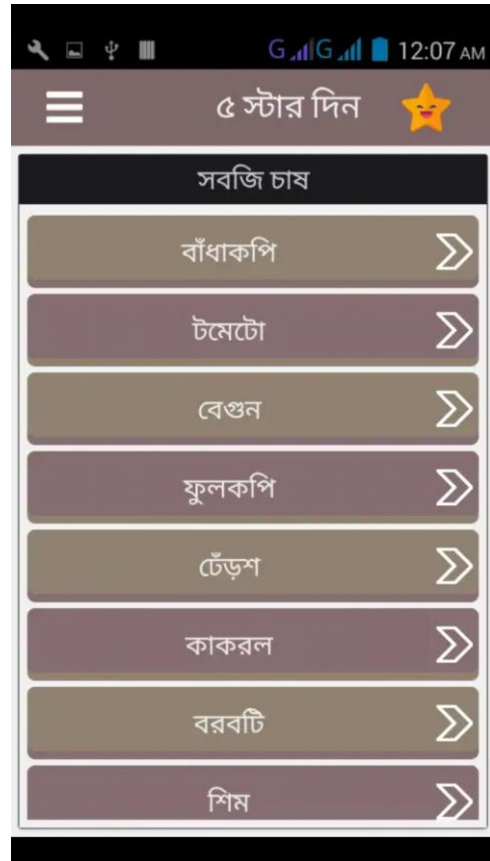 G G 12:07 AM
৫ স্টার দিন
সবজি চাষ
বাঁধাকপি
টমেটো
বেগুন
ফুলকপি
ঢেঁড়শ
কাকরল
বরবটি
শিম